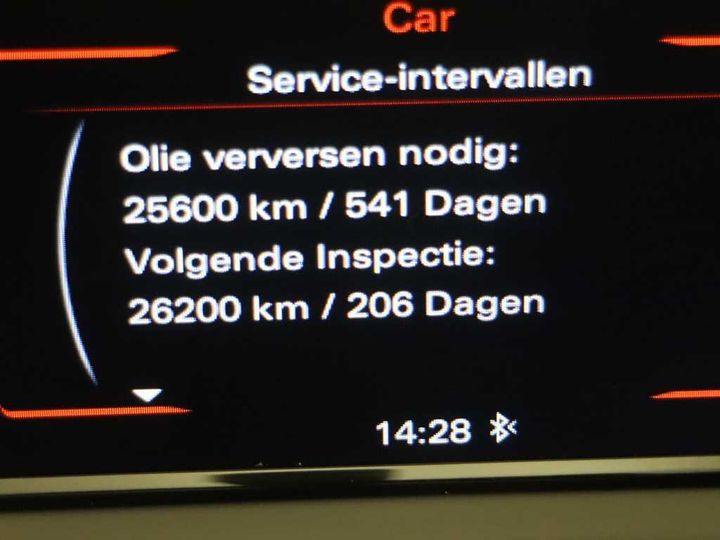 Car
Service-intervallen
Olie verversen nodig:
25600 km / 541 Dagen
Volgende Inspectie:
26200 km / 206 Dagen
14:28